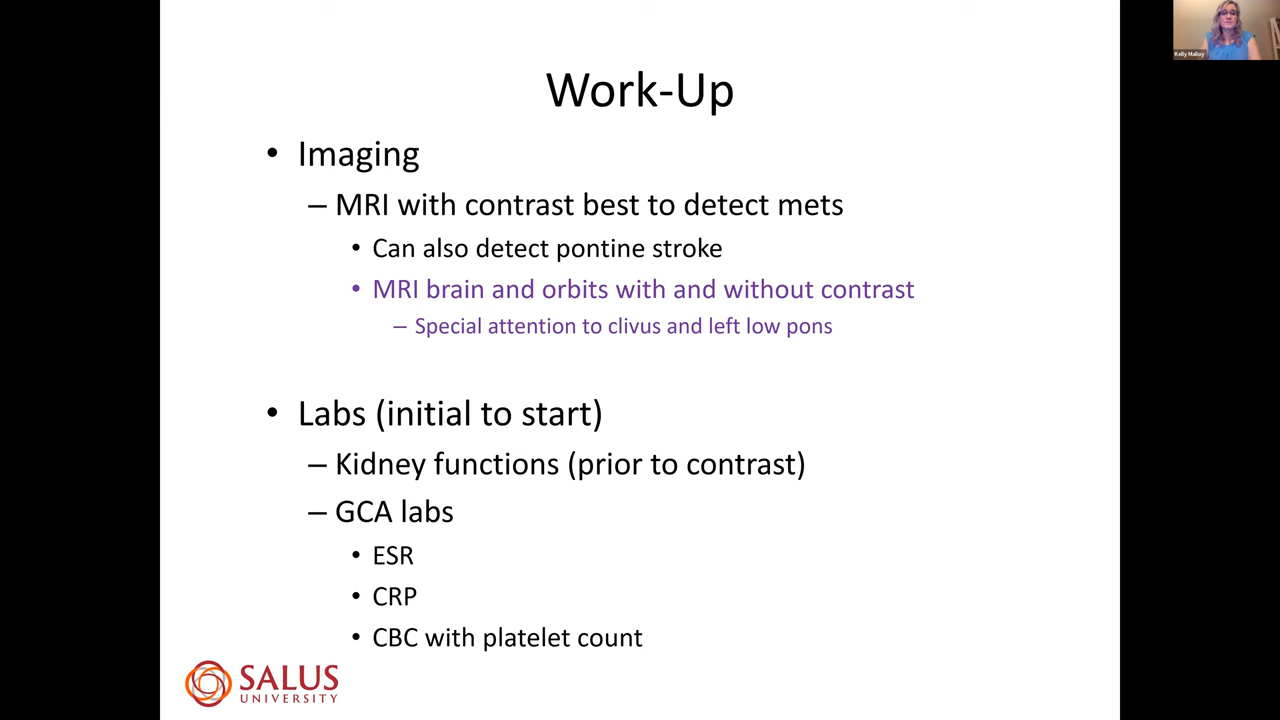 Kelly Malloy
Work-Up
• Imaging
– MRI with contrast best to detect mets
• Can also detect pontine stroke
• MRI brain and orbits with and without contrast
– Special attention to clivus and left low pons
• Labs (initial to start)
– Kidney functions (prior to contrast)
– GCA labs
• ESR
• CRP
• CBC with platelet count
SALUS
UNIVERSITY